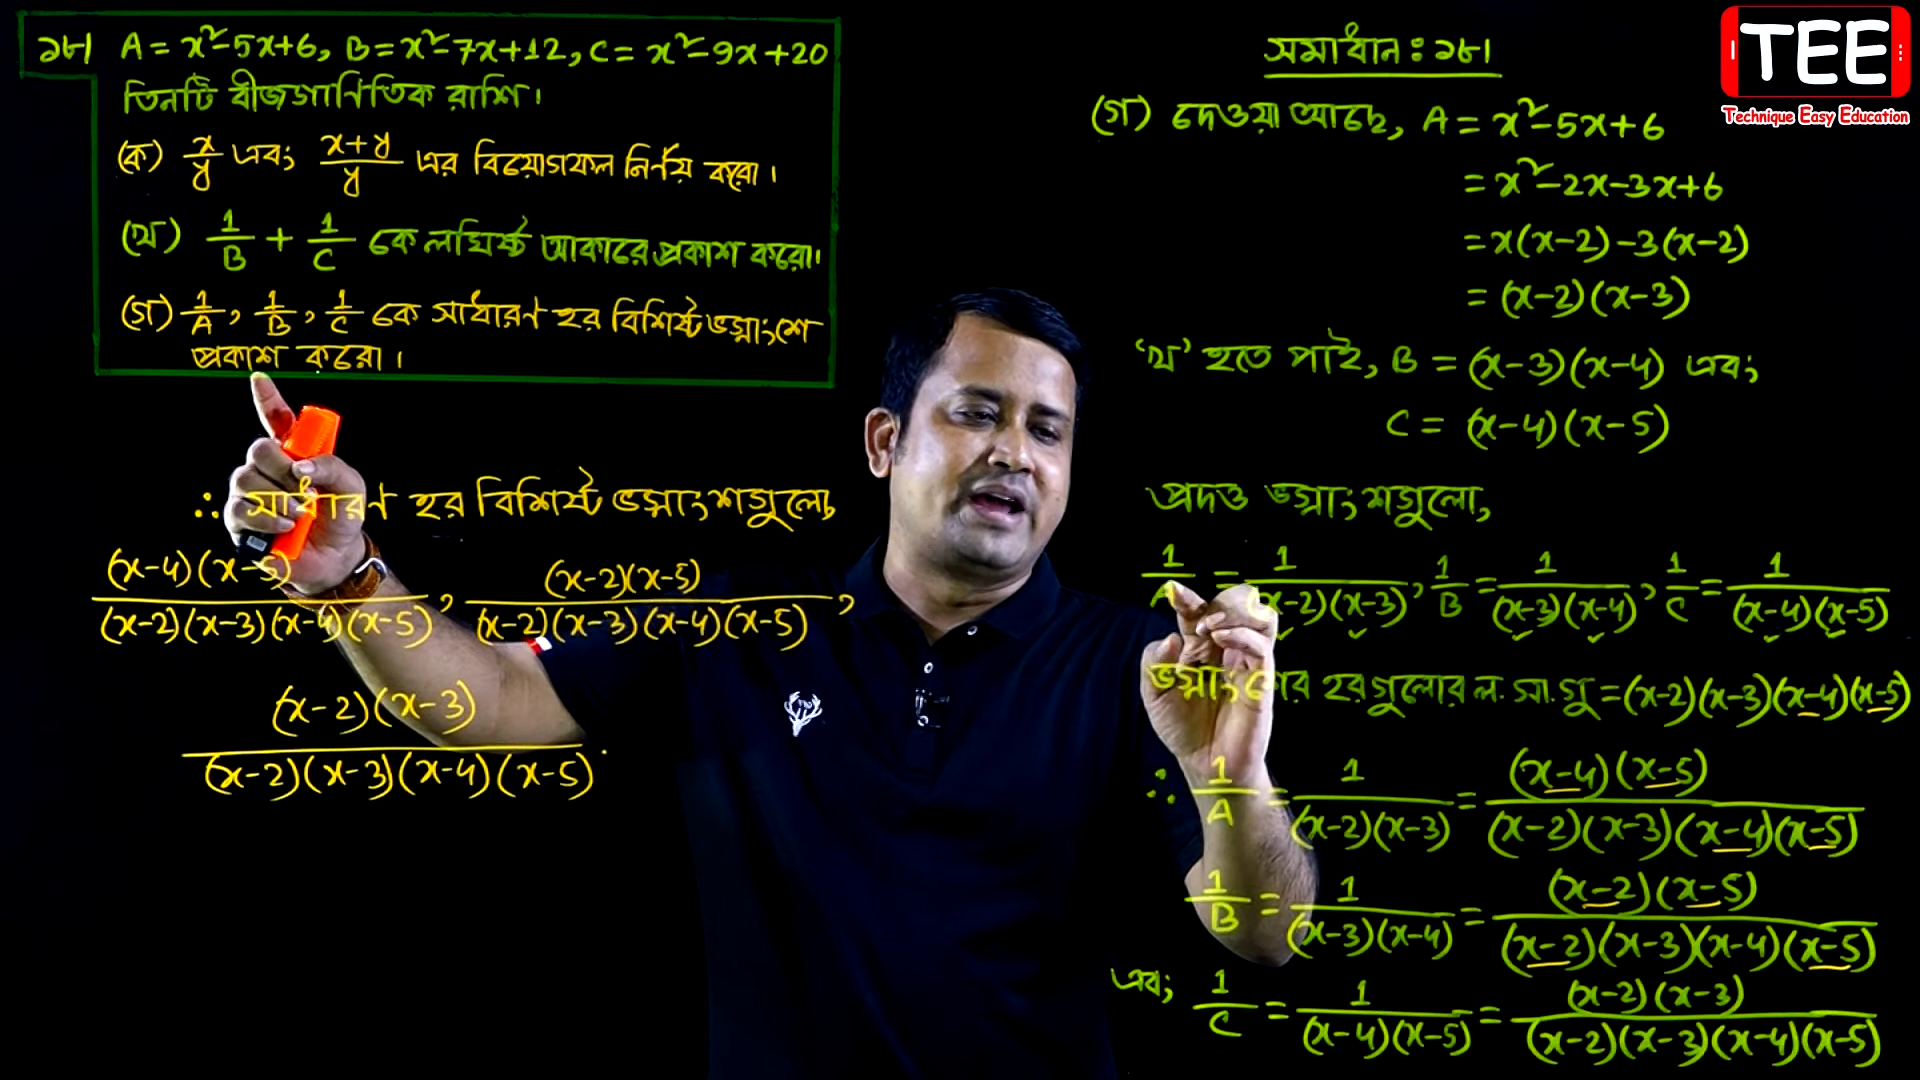 ১৮। A = x²-5x+6, B = x²-7x+12, C = x²-9x+20
তিনটি বীজগাণিতিক রাশি।
(ক) x/y এবং (x+y)/y এর বিয়োগফল নির্ণয় করো।
(খ) 1/B + 1/C কে লঘিষ্ঠ আকারে প্রকাশ করো।
(গ) 1/A, 1/B, 1/C কে সাধারণ হর বিশিষ্ট ভগ্নাংশে
প্রকাশ করো।
∴ সাধারণ হর বিশিষ্ট ভগ্নাংশগুলো,
(x-4)(x-5)/(x-2)(x-3)(x-4)(x-5), (x-2)(x-5)/(x-2)(x-3)(x-4)(x-5),
(x-2)(x-3)/(x-2)(x-3)(x-4)(x-5).
সমাধান: ১৮।
(গ) দেওয়া আছে, A = x²-5x+6
= x²-2x-3x+6
= x(x-2)-3(x-2)
= (x-2)(x-3)
'খ' হতে পাই, B = (x-3)(x-4) এবং
C = (x-4)(x-5)
প্রদত্ত ভগ্নাংশগুলো,
1/A = 1/(x-2)(x-3), 1/B = 1/(x-3)(x-4), 1/C = 1/(x-4)(x-5)
ভগ্নাংশের হরগুলোর ল.সা.গু = (x-2)(x-3)(x-4)(x-5)
∴ 1/A = 1/(x-2)(x-3) = (x-4)(x-5)/(x-2)(x-3)(x-4)(x-5)
1/B = 1/(x-3)(x-4) = (x-2)(x-5)/(x-2)(x-3)(x-4)(x-5)
এবং 1/C = 1/(x-4)(x-5) = (x-2)(x-3)/(x-2)(x-3)(x-4)(x-5)
TEE
Technique Easy Education